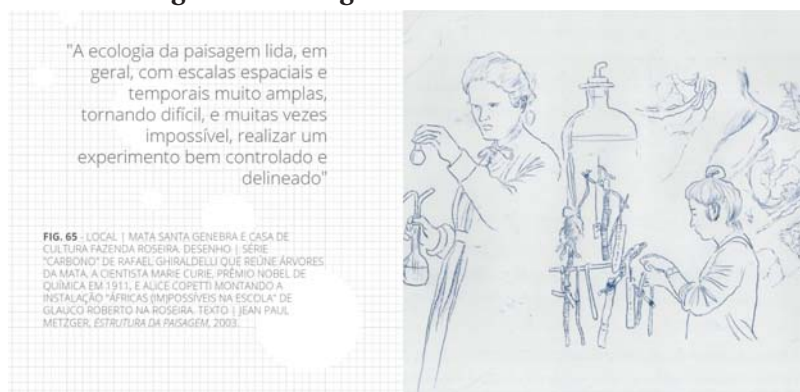 "A ecologia da paisagem lida, em
geral, com escalas espaciais e
temporais muito amplas,
tornando difícil, e muitas vezes
impossível, realizar um
experimento bem controlado e
delineado"
FIG. 65 - LOCAL | MATA SANTA GENEBRA E CASA DE
CULTURA FAZENDA ROSEIRA. DESENHO | SÉRIE
"CARBONO" DE RAFAEL GHIRALDELLI QUE REÚNE ÁRVORES
DA MATA, A CIENTISTA MARIE CURIE, PRÊMIO NOBEL DE
QUÍMICA EM 1911, E ALICE COPETTI MONTANDO A
INSTALAÇÃO "ÁFRICAS (IM)POSSÍVEIS NA ESCOLA" DE
GLAUCO ROBERTO NA ROSEIRA. TEXTO | JEAN PAUL
METZGER, ESTRUTURA DA PAISAGEM, 2003.